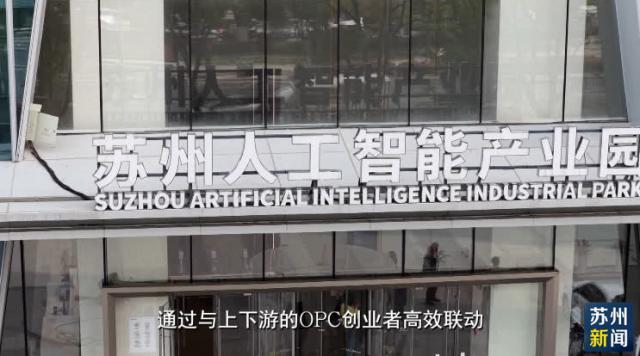 苏州人工智能产业园
SUZHOU ARTIFICIAL INTELLIGENCE INDUSTRIAL PARK
通过与上下游的OPC创业者高效联动
苏州
新闻